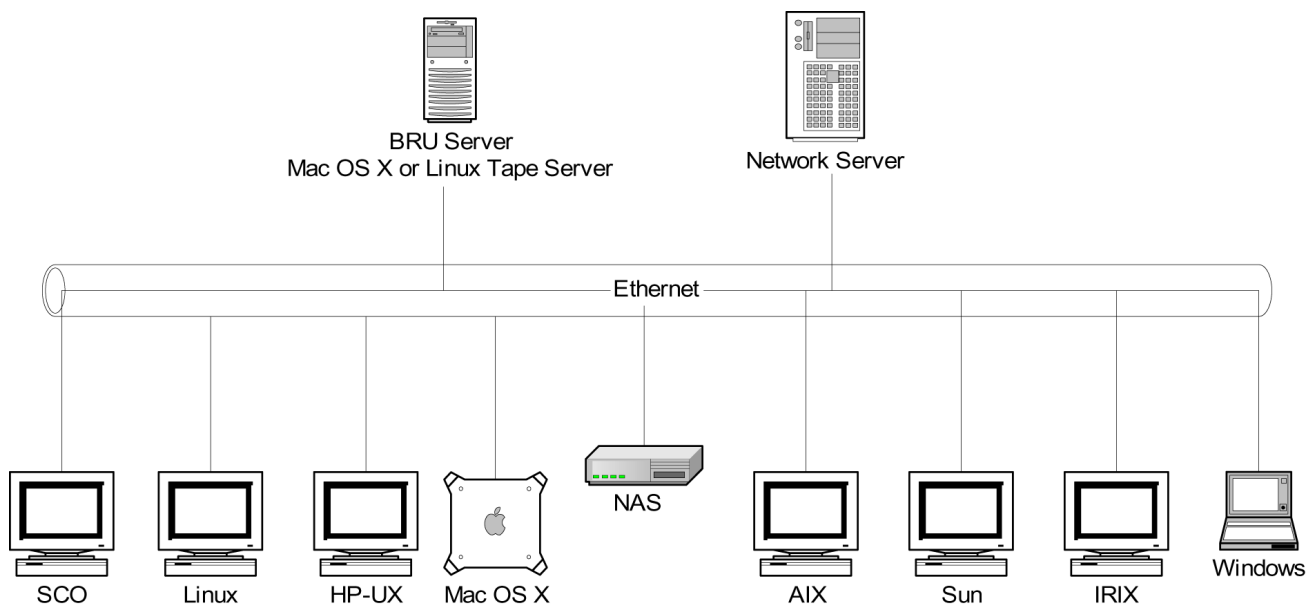 BRU Server
Mac OS X or Linux Tape Server
Network Server
Ethernet
SCO
Linux
HP-UX
Mac OS X
NAS
AIX
Sun
IRIX
Windows